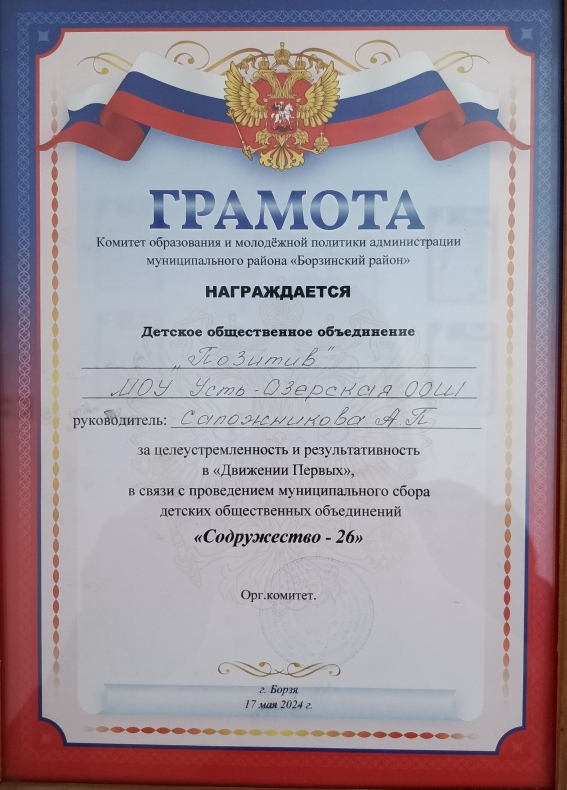 ГРАМОТА
Комитет образования и молодёжной политики администрации
муниципального района «Борзинский район»
НАГРАЖДАЕТСЯ
Детское общественное объединение
„Позитив"
МОУ Усть-Озерская ООШ
руководитель: Сапожникова А.П.
за целеустремленность и результативность
в «Движении Первых»,
в связи с проведением муниципального сбора
детских общественных объединений
«Содружество - 26»
Орг.комитет.
г. Борзя
17 мая 2024 г.